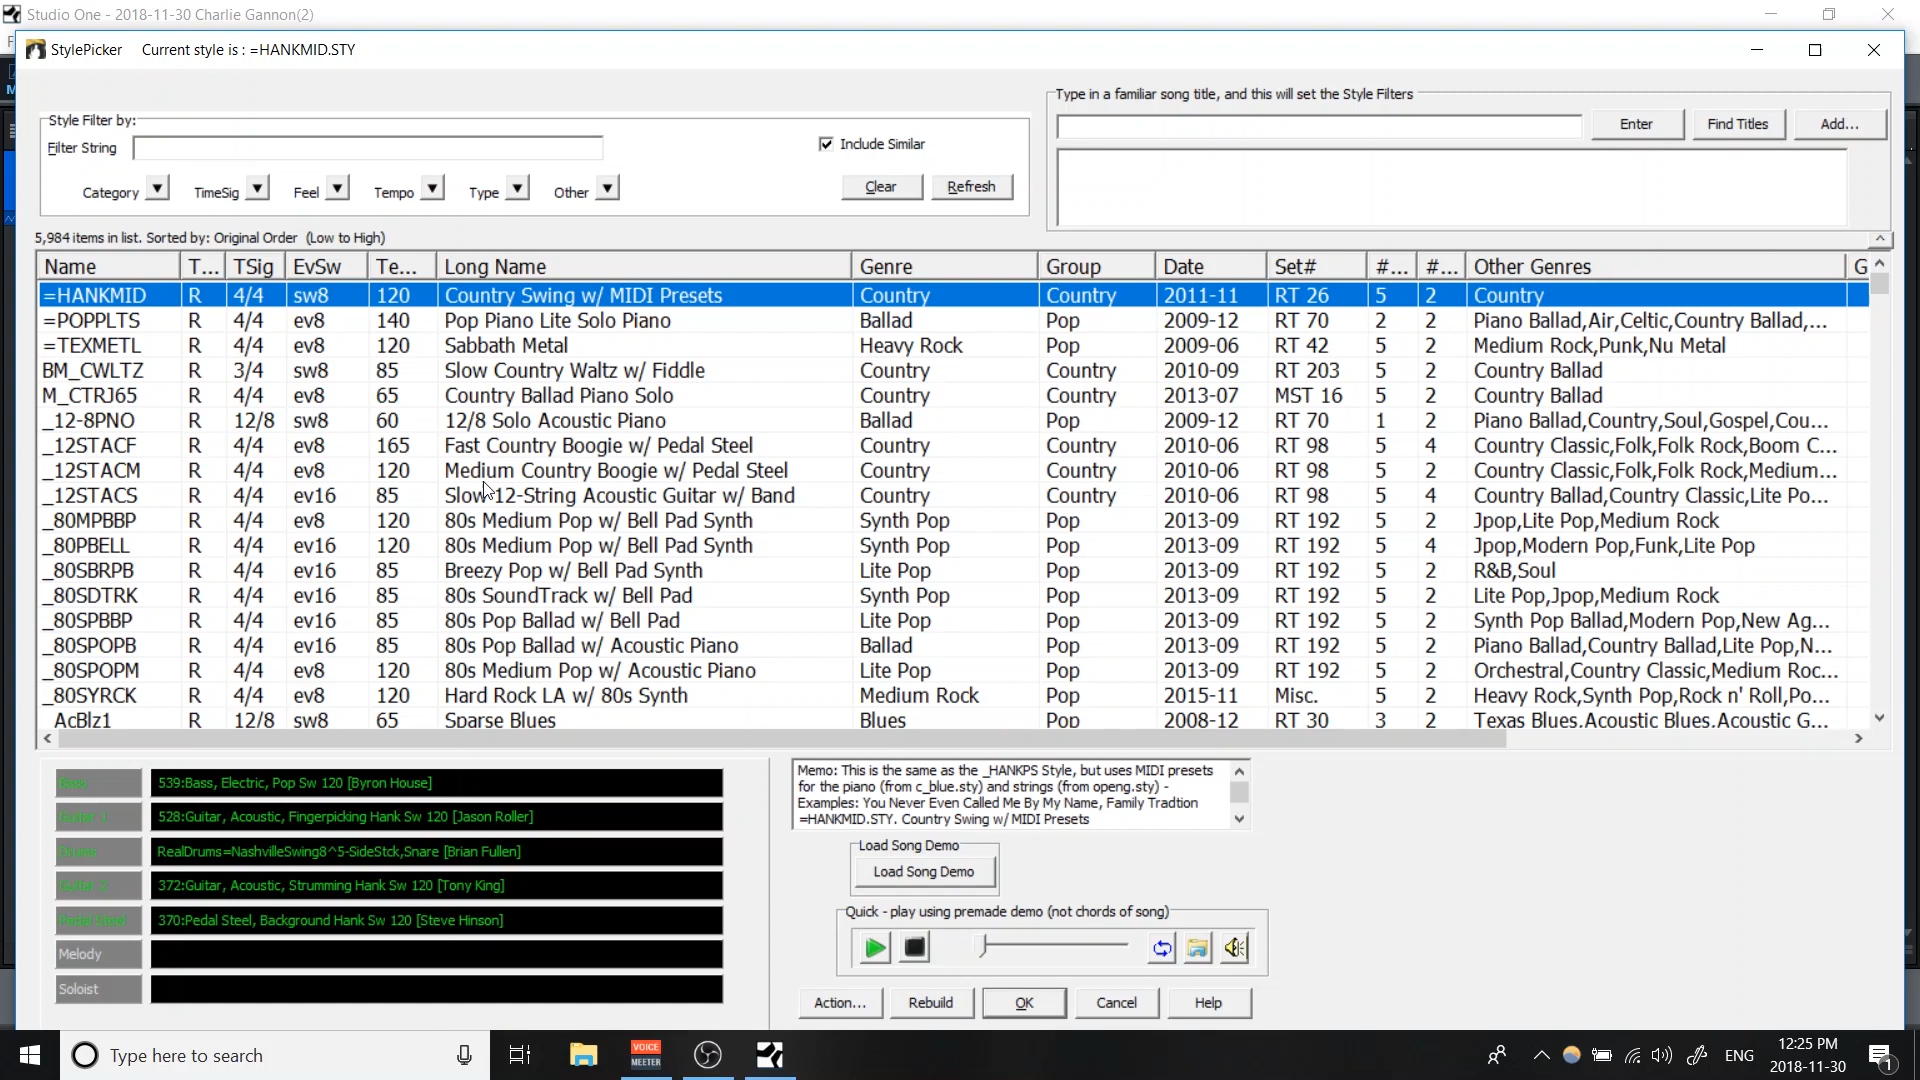 Studio One - 2018-11-30 Charlie Gannon(2)
StylePicker Current style is : =HANKMID.STY
Type in a familiar song title, and this will set the Style Filters
Style Filter by:
Filter String
Include Similar
Enter Find Titles Add...
Category TimeSig Feel Tempo Type Other Clear Refresh
5,984 items in list. Sorted by: Original Order (Low to High)
Name T... TSig EvSw Te... Long Name Genre Group Date Set# #... #... Other Genres G
=HANKMID R 4/4 sw8 120 Country Swing w/ MIDI Presets Country Country 2011-11 RT 26 5 2 Country
=POPPLTS R 4/4 ev8 140 Pop Piano Lite Solo Piano Ballad Pop 2009-12 RT 70 2 2 Piano Ballad,Air,Celtic,Country Ballad,...
=TEXMETL R 4/4 ev8 120 Sabbath Metal Heavy Rock Pop 2009-06 RT 42 5 2 Medium Rock,Punk,Nu Metal
BM_CWLTZ R 3/4 sw8 85 Slow Country Waltz w/ Fiddle Country Country 2010-09 RT 203 5 2 Country Ballad
M_CTRJ65 R 4/4 ev8 65 Country Ballad Piano Solo Country Country 2013-07 MST 16 5 2 Country Ballad
_12-8PNO R 12/8 sw8 60 12/8 Solo Acoustic Piano Ballad Pop 2009-12 RT 70 1 2 Piano Ballad,Country,Soul,Gospel,Cou...
_12STACF R 4/4 ev8 165 Fast Country Boogie w/ Pedal Steel Country Country 2010-06 RT 98 5 4 Country Classic,Folk,Folk Rock,Boom C...
_12STACM R 4/4 ev8 120 Medium Country Boogie w/ Pedal Steel Country Country 2010-06 RT 98 5 2 Country Classic,Folk,Folk Rock,Medium...
_12STACS R 4/4 ev16 85 Slow 12-String Acoustic Guitar w/ Band Country Country 2010-06 RT 98 5 4 Country Ballad,Country Classic,Lite Po...
_80MPBBP R 4/4 ev8 120 80s Medium Pop w/ Bell Pad Synth Synth Pop Pop 2013-09 RT 192 5 2 Jpop,Lite Pop,Medium Rock
_80PBELL R 4/4 ev16 120 80s Medium Pop w/ Bell Pad Synth Synth Pop Pop 2013-09 RT 192 5 4 Jpop,Modern Pop,Funk,Lite Pop
_80SBRPB R 4/4 ev16 85 Breezy Pop w/ Bell Pad Synth Lite Pop Pop 2013-09 RT 192 5 2 R&B,Soul
_80SDTRK R 4/4 ev16 85 80s SoundTrack w/ Bell Pad Synth Pop Pop 2013-09 RT 192 5 2 Lite Pop,Jpop,Medium Rock
_80SPBBP R 4/4 ev16 85 80s Pop Ballad w/ Bell Pad Lite Pop Pop 2013-09 RT 192 5 2 Synth Pop Ballad,Modern Pop,New Ag...
_80SPOPB R 4/4 ev16 85 80s Pop Ballad w/ Acoustic Piano Ballad Pop 2013-09 RT 192 5 2 Piano Ballad,Country Ballad,Lite Pop,N...
_80SPOPM R 4/4 ev8 120 80s Medium Pop w/ Acoustic Piano Lite Pop Pop 2013-09 RT 192 5 2 Orchestral,Country Classic,Medium Roc...
_80SYRCK R 4/4 ev8 120 Hard Rock LA w/ 80s Synth Medium Rock Pop 2015-11 Misc. 5 2 Heavy Rock,Synth Pop,Rock n' Roll,Po...
_AcBlz1 R 12/8 sw8 65 Sparse Blues Blues Pop 2008-12 RT 30 3 2 Texas Blues,Acoustic Blues,Acoustic G...
539:Bass, Electric, Pop Sw 120 [Byron House]
528:Guitar, Acoustic, Fingerpicking Hank Sw 120 [Jason Roller]
RealDrums=NashvilleSwing8^5-SideStck,Snare [Brian Fullen]
372:Guitar, Acoustic, Strumming Hank Sw 120 [Tony King]
370:Pedal Steel, Background Hank Sw 120 [Steve Hinson]
Melody
Soloist
Memo: This is the same as the _HANKPS Style, but uses MIDI presets
for the piano (from c_blue.sty) and strings (from openg.sty) -
Examples: You Never Even Called Me By My Name, Family Tradtion
=HANKMID.STY. Country Swing w/ MIDI Presets
Load Song Demo
Load Song Demo
Quick - play using premade demo (not chords of song)
Action... Rebuild OK Cancel Help
Type here to search
VOICE
MEETER
ENG
12:25 PM
2018-11-30
1